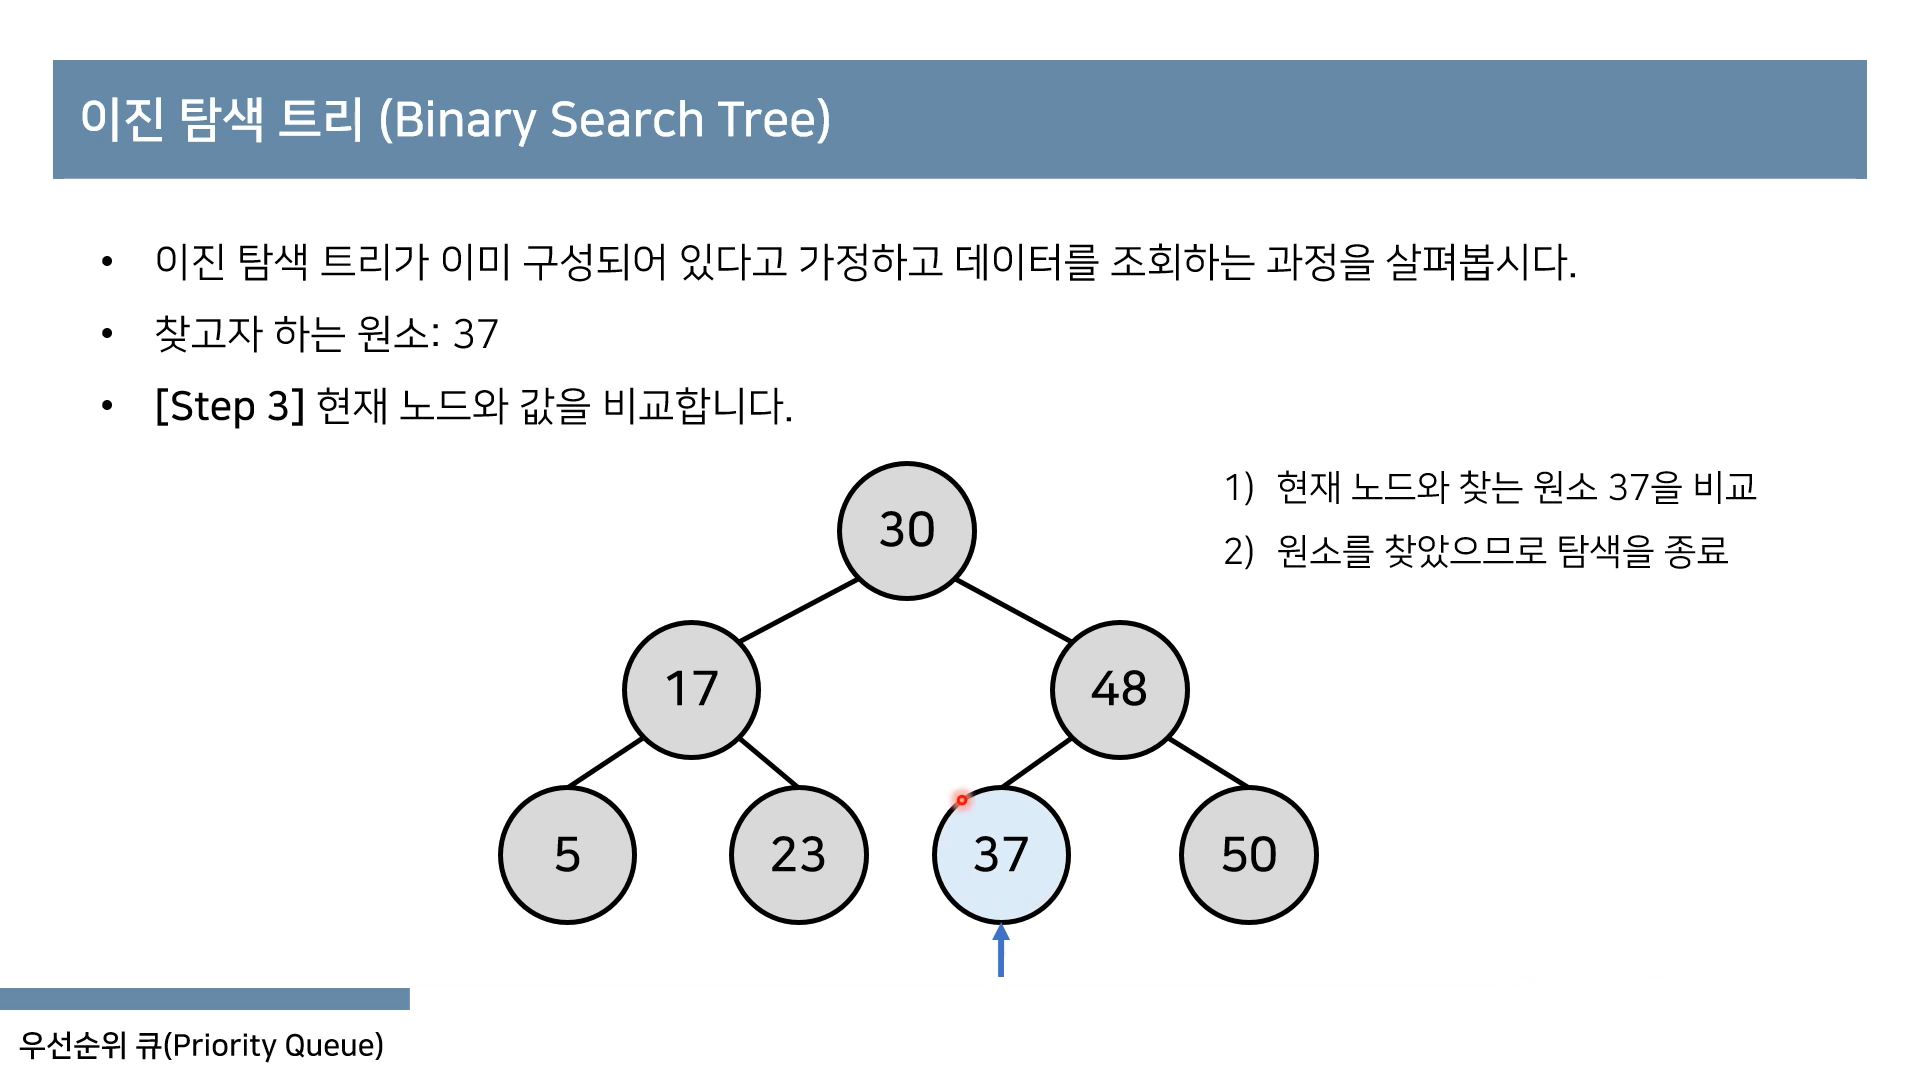 이진 탐색 트리 (Binary Search Tree)
• 이진 탐색 트리가 이미 구성되어 있다고 가정하고 데이터를 조회하는 과정을 살펴봅시다.
• 찾고자 하는 원소: 37
• [Step 3] 현재 노드와 값을 비교합니다.
1) 현재 노드와 찾는 원소 37을 비교
2) 원소를 찾았으므로 탐색을 종료
30
17
48
5
23
37
50
우선순위 큐(Priority Queue)